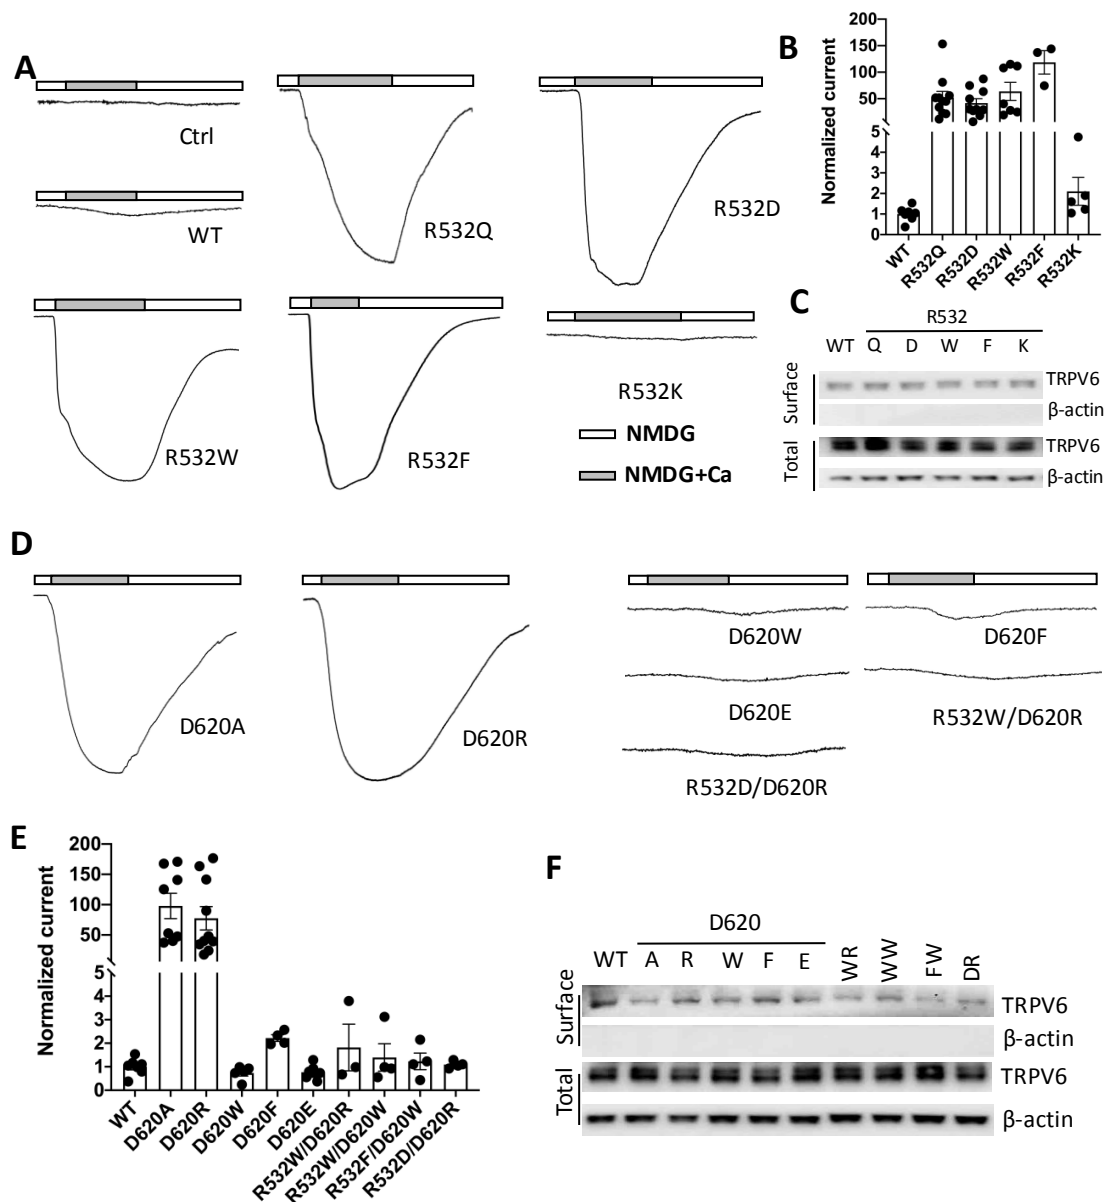 A
Ctrl
WT
R532Q
R532D
R532W
R532F
R532K
NMDG
NMDG+Ca
B
Normalized current
200
150
100
50
5
4
3
2
1
0
WT
R532Q
R532D
R532W
R532F
R532K
C
R532
WT Q D W F K
Surface
TRPV6
β-actin
Total
TRPV6
β-actin
D
D620A
D620R
D620W
D620F
D620E
R532W/D620R
R532D/D620R
E
Normalized current
200
150
100
50
5
4
3
2
1
0
WT
D620A
D620R
D620W
D620F
D620E
R532W/D620R
R532W/D620W
R532F/D620W
R532D/D620R
F
D620
WT A R W F E WR WW FW DR
Surface
TRPV6
β-actin
Total
TRPV6
β-actin